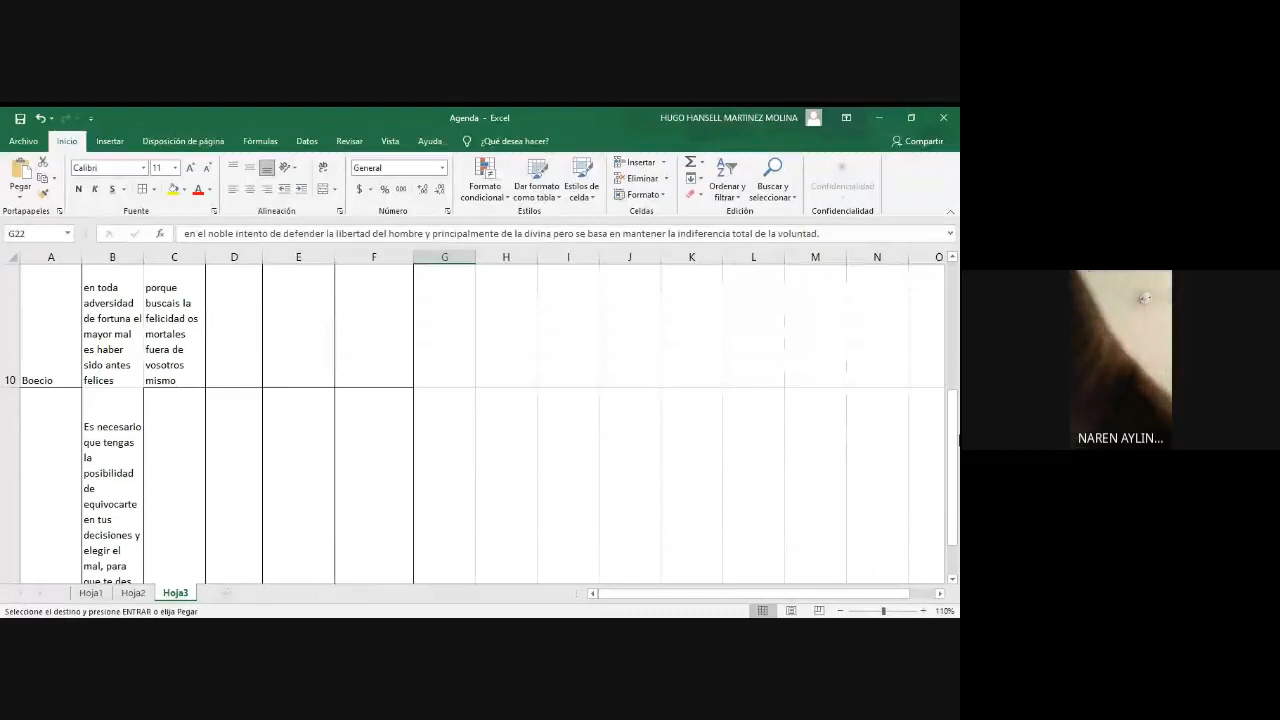 Agenda - Excel
HUGO HANSELL MARTINEZ MOLINA
Archivo Inicio Insertar Disposición de página Fórmulas Datos Revisar Vista Ayuda ¿Qué desea hacer? Compartir
Calibri 11 General
Pegar
N K S
$ % 000
Formato condicional
Dar formato como tabla
Estilos de celda
Insertar
Eliminar
Formato
Ordenar y filtrar
Buscar y seleccionar
Confidencialidad
Portapapeles Fuente Alineación Número Estilos Celdas Edición Confidencialidad
G22 fx en el noble intento de defender la libertad del hombre y principalmente de la divina pero se basa en mantener la indiferencia total de la voluntad.
A B C D E F G H I J K L M N O
10 Boecio
en toda
adversidad
de fortuna el
mayor mal
es haber
sido antes
felices
porque
buscais la
felicidad os
mortales
fuera de
vosotros
mismo
Es necesario
que tengas
la
posibilidad
de
equivocarte
en tus
decisiones y
elegir el
mal, para
que te des
NAREN AYLIN...
Hoja1 Hoja2 Hoja3
Seleccione el destino y presione ENTRAR o elija Pegar
110%